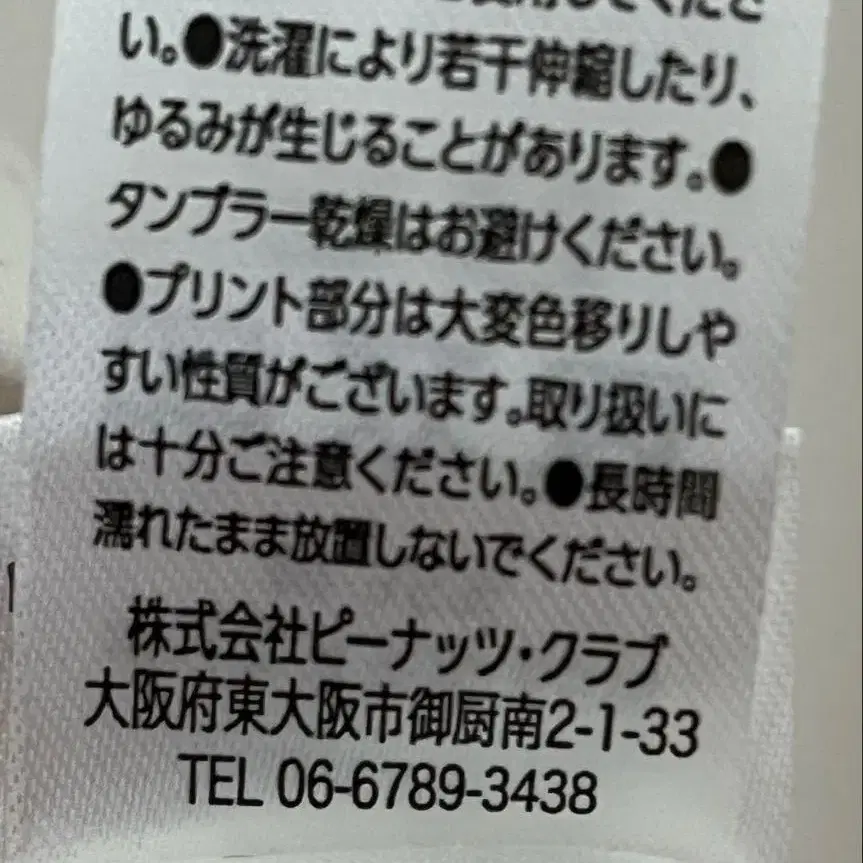 してくださ
い。●洗濯により若干伸縮したり、
ゆるみが生じることがあります。●
タンブラー乾燥はお避けください。
●プリント部分は大変色移りしや
すい性質がございます。取り扱いに
は十分ご注意ください。●長時間
濡れたまま放置しないでください。
株式会社ピーナッツ・クラブ
大阪府東大阪市御厨南2-1-33
TEL 06-6789-3438